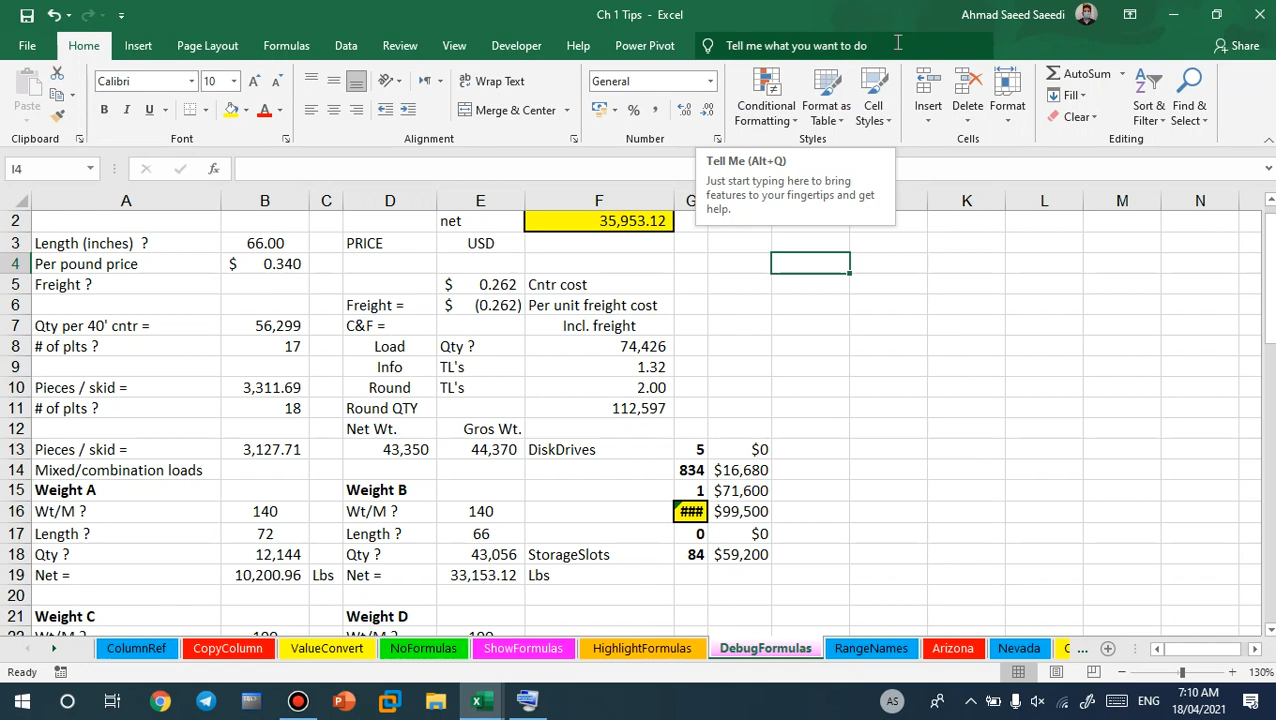 Ch 1 Tips - Excel
Ahmad Saeed Saeedi
File Home Insert Page Layout Formulas Data Review View Developer Help Power Pivot Tell me what you want to do Share
Paste
Calibri 10
B I U
Wrap Text
Merge & Center
General
Conditional Formatting
Format as Table
Cell Styles
Insert Delete Format
AutoSum
Fill
Clear
Sort & Filter
Find & Select
Clipboard Font Alignment Number Styles Cells Editing
I4 fx
Tell Me (Alt+Q)
Just start typing here to bring
features to your fingertips and get
help.
A B C D E F G K L M N
2 net 35,953.12
3 Length (inches) ? 66.00 PRICE USD
4 Per pound price $ 0.340
5 Freight ? $ 0.262 Cntr cost
6 Freight = $ (0.262) Per unit freight cost
7 Qty per 40' cntr = 56,299 C&F = Incl. freight
8 # of plts ? 17 Load Qty ? 74,426
9 Info TL's 1.32
10 Pieces / skid = 3,311.69 Round TL's 2.00
11 # of plts ? 18 Round QTY 112,597
12 Net Wt. Gros Wt.
13 Pieces / skid = 3,127.71 43,350 44,370 DiskDrives 5 $0
14 Mixed/combination loads 834 $16,680
15 Weight A Weight B 1 $71,600
16 Wt/M ? 140 Wt/M ? 140 ### $99,500
17 Length ? 72 Length ? 66 0 $0
18 Qty ? 12,144 Qty ? 43,056 StorageSlots 84 $59,200
19 Net = 10,200.96 Lbs Net = 33,153.12 Lbs
20
21 Weight C Weight D
ColumnRef CopyColumn ValueConvert NoFormulas ShowFormulas HighlightFormulas DebugFormulas RangeNames Arizona Nevada ...
Ready 130%
AS ENG 7:10 AM
18/04/2021